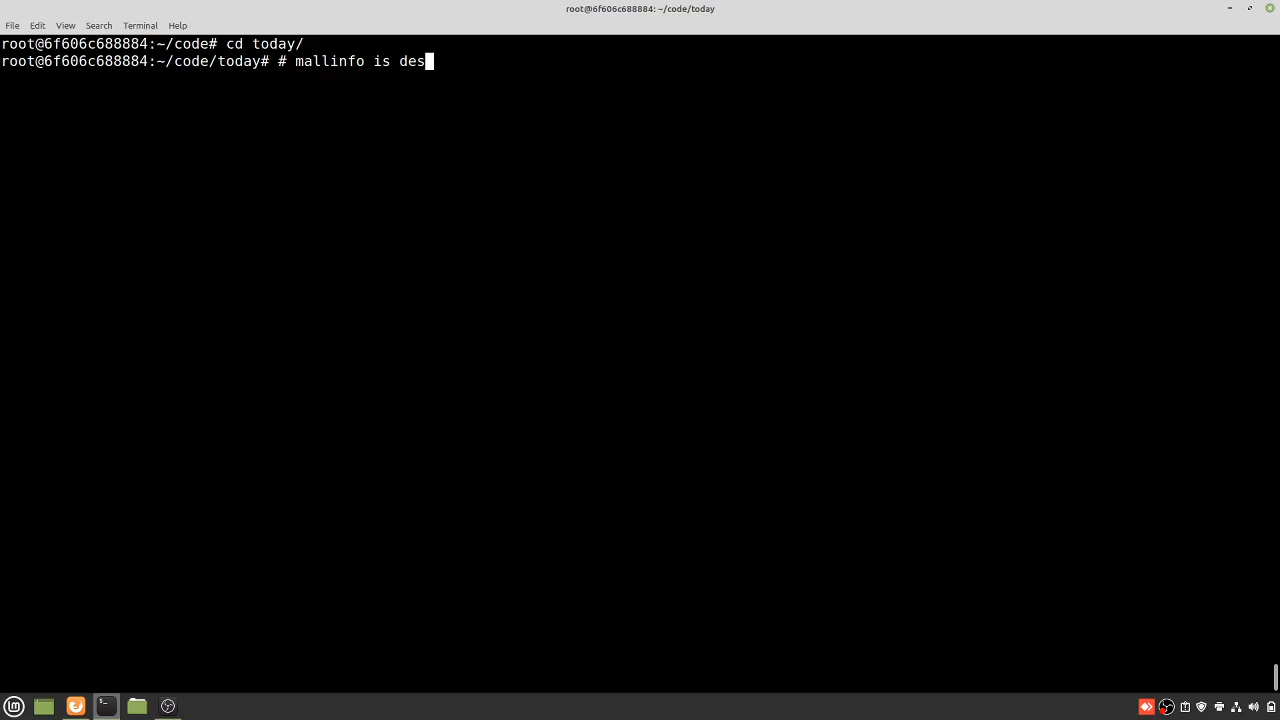 root@6f606c688884: ~/code/today
File Edit View Search Terminal Help
root@6f606c688884:~/code# cd today/
root@6f606c688884:~/code/today# # mallinfo is des